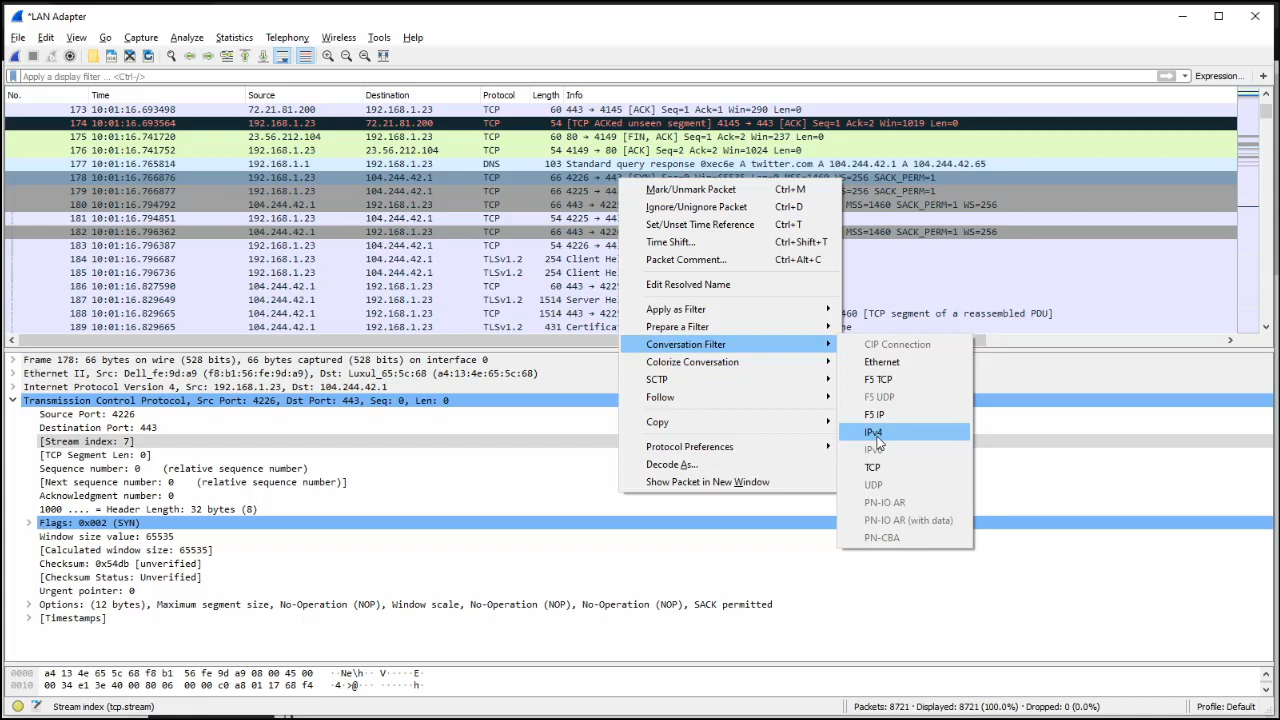 *LAN Adapter
File Edit View Go Capture Analyze Statistics Telephony Wireless Tools Help
Apply a display filter ... <Ctrl-/> Expression... +
No. Time Source Destination Protocol Length Info
173 10:01:16.693498 72.21.81.200 192.168.1.23 TCP 60 443 → 4145 [ACK] Seq=1 Ack=1 Win=290 Len=0
174 10:01:16.693564 192.168.1.23 72.21.81.200 TCP 54 [TCP ACKed unseen segment] 4145 → 443 [ACK] Seq=1 Ack=2 Win=1019 Len=0
175 10:01:16.741720 23.56.212.104 192.168.1.23 TCP 60 80 → 4149 [FIN, ACK] Seq=1 Ack=2 Win=237 Len=0
176 10:01:16.741752 192.168.1.23 23.56.212.104 TCP 54 4149 → 80 [ACK] Seq=2 Ack=2 Win=1024 Len=0
177 10:01:16.765814 192.168.1.1 192.168.1.23 DNS 103 Standard query response 0xec6e A twitter.com A 104.244.42.1 A 104.244.42.65
178 10:01:16.766876 192.168.1.23 104.244.42.1 TCP 66 4226 → 443 [SYN] Seq=0 Win=65535 Len=0 MSS=1460 WS=256 SACK_PERM=1
179 10:01:16.766877 192.168.1.23 104.244.42.1 TCP 66 4225 → 44 MSS=1460 WS=256 SACK_PERM=1
180 10:01:16.794792 104.244.42.1 192.168.1.23 TCP 66 443 → 422 MSS=1460 SACK_PERM=1 WS=256
181 10:01:16.794851 192.168.1.23 104.244.42.1 TCP 54 4225 → 44
182 10:01:16.796362 104.244.42.1 192.168.1.23 TCP 66 443 → 422 MSS=1460 SACK_PERM=1 WS=256
183 10:01:16.796387 192.168.1.23 104.244.42.1 TCP 54 4226 → 44
184 10:01:16.796687 192.168.1.23 104.244.42.1 TLSv1.2 254 Client He
185 10:01:16.796736 192.168.1.23 104.244.42.1 TLSv1.2 254 Client He
186 10:01:16.829590 104.244.42.1 192.168.1.23 TCP 60 443 → 422
187 10:01:16.829649 104.244.42.1 192.168.1.23 TLSv1.2 1514 Server He
188 10:01:16.829665 104.244.42.1 192.168.1.23 TCP 1514 443 → 422 460 [TCP segment of a reassembled PDU]
189 10:01:16.829665 104.244.42.1 192.168.1.23 TLSv1.2 431 Certifica ne
Mark/Unmark Packet Ctrl+M
Ignore/Unignore Packet Ctrl+D
Set/Unset Time Reference Ctrl+T
Time Shift... Ctrl+Shift+T
Packet Comment... Ctrl+Alt+C
Edit Resolved Name
Apply as Filter
Prepare a Filter
Conversation Filter
Colorize Conversation
SCTP
Follow
Copy
Protocol Preferences
Decode As...
Show Packet in New Window
CIP Connection
Ethernet
F5 TCP
F5 UDP
F5 IP
IPv4
IPv6
TCP
UDP
PN-IO AR
PN-IO AR (with data)
PN-CBA
Frame 178: 66 bytes on wire (528 bits), 66 bytes captured (528 bits) on interface 0
Ethernet II, Src: Dell_fe:9d:a9 (f8:b1:56:fe:9d:a9), Dst: Luxul_65:5c:68 (a4:13:4e:65:5c:68)
Internet Protocol Version 4, Src: 192.168.1.23, Dst: 104.244.42.1
Transmission Control Protocol, Src Port: 4226, Dst Port: 443, Seq: 0, Len: 0
Source Port: 4226
Destination Port: 443
[Stream index: 7]
[TCP Segment Len: 0]
Sequence number: 0 (relative sequence number)
[Next sequence number: 0 (relative sequence number)]
Acknowledgment number: 0
1000 .... = Header Length: 32 bytes (8)
Flags: 0x002 (SYN)
Window size value: 65535
[Calculated window size: 65535]
Checksum: 0x54db [unverified]
[Checksum Status: Unverified]
Urgent pointer: 0
Options: (12 bytes), Maximum segment size, No-Operation (NOP), Window scale, No-Operation (NOP), No-Operation (NOP), SACK permitted
[Timestamps]
0000 a4 13 4e 65 5c 68 f8 b1 56 fe 9d a9 08 00 45 00 ··Ne\h·· V·····E·
0010 00 34 e1 3e 40 00 80 06 00 00 c0 a8 01 17 68 f4 ·4·>@··· ······h·
Stream index (tcp.stream) Packets: 8721 · Displayed: 8721 (100.0%) · Dropped: 0 (0.0%) Profile: Default